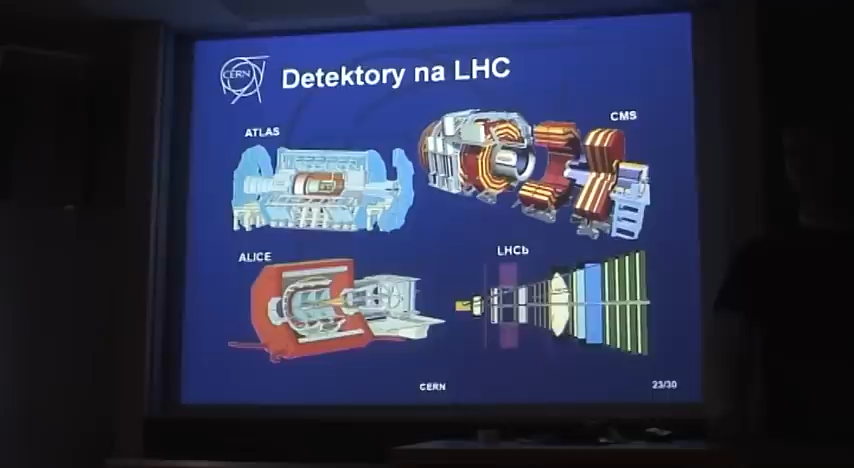 CERN
Detektory na LHC
ATLAS
CMS
ALICE
LHCb
CERN
23/30